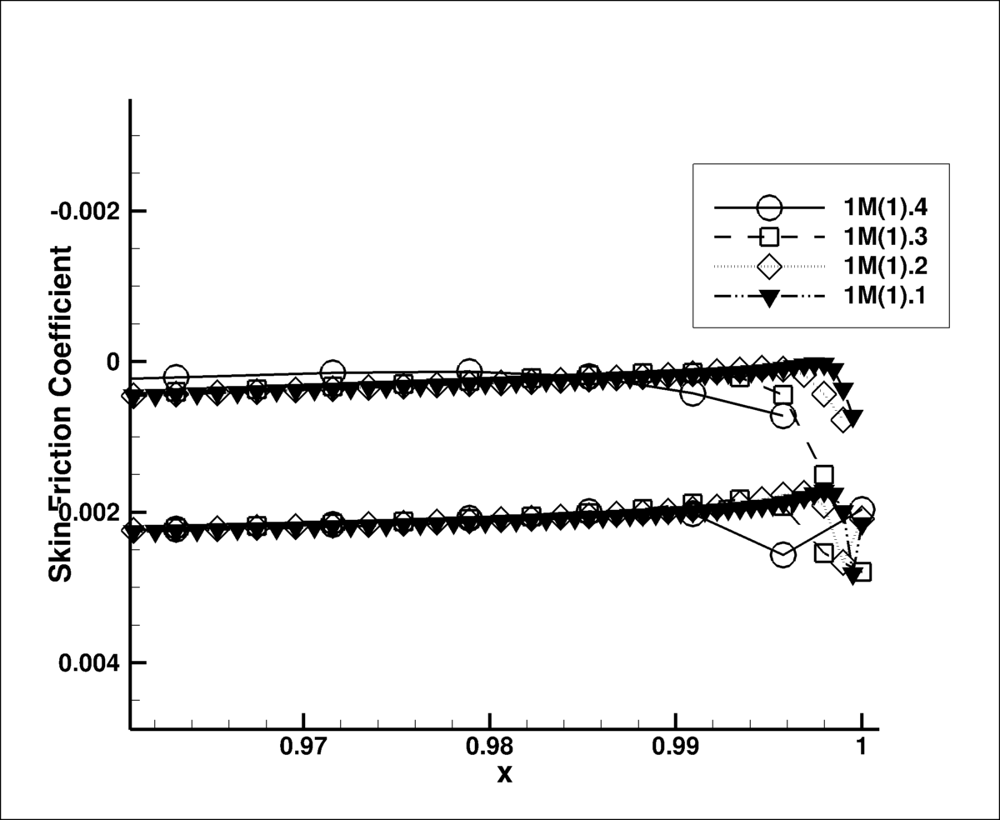 -0.002
1M(1).4
1M(1).3
1M(1).2
1M(1).1
0
Skin-Friction Coefficient
0.002
0.004
0.97
0.98
0.99
1
x